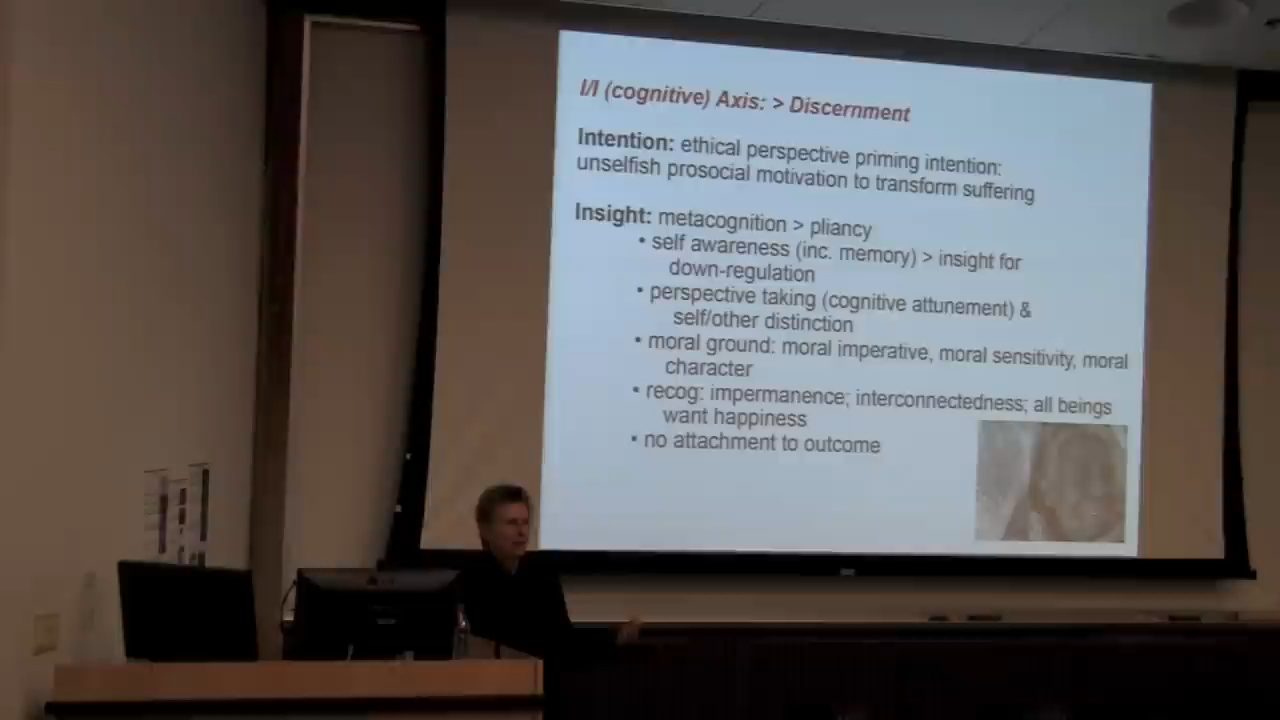 I/I (cognitive) Axis: > Discernment
Intention: ethical perspective priming intention:
unselfish prosocial motivation to transform suffering
Insight: metacognition > pliancy
• self awareness (inc. memory) > insight for
down-regulation
• perspective taking (cognitive attunement) &
self/other distinction
• moral ground: moral imperative, moral sensitivity, moral
character
• recog: impermanence; interconnectedness; all beings
want happiness
• no attachment to outcome